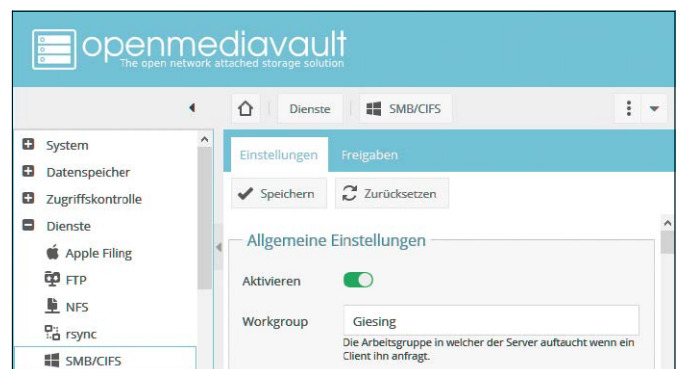 openmediavault
The open network attached storage solution
Dienste
SMB/CIFS
System
Datenspeicher
Zugriffskontrolle
Dienste
Apple Filing
FTP
NFS
rsync
SMB/CIFS
Einstellungen
Freigaben
Speichern
Zurücksetzen
Allgemeine Einstellungen
Aktivieren
Workgroup
Giesing
Die Arbeitsgruppe in welcher der Server auftaucht wenn ein
Client ihn anfragt.